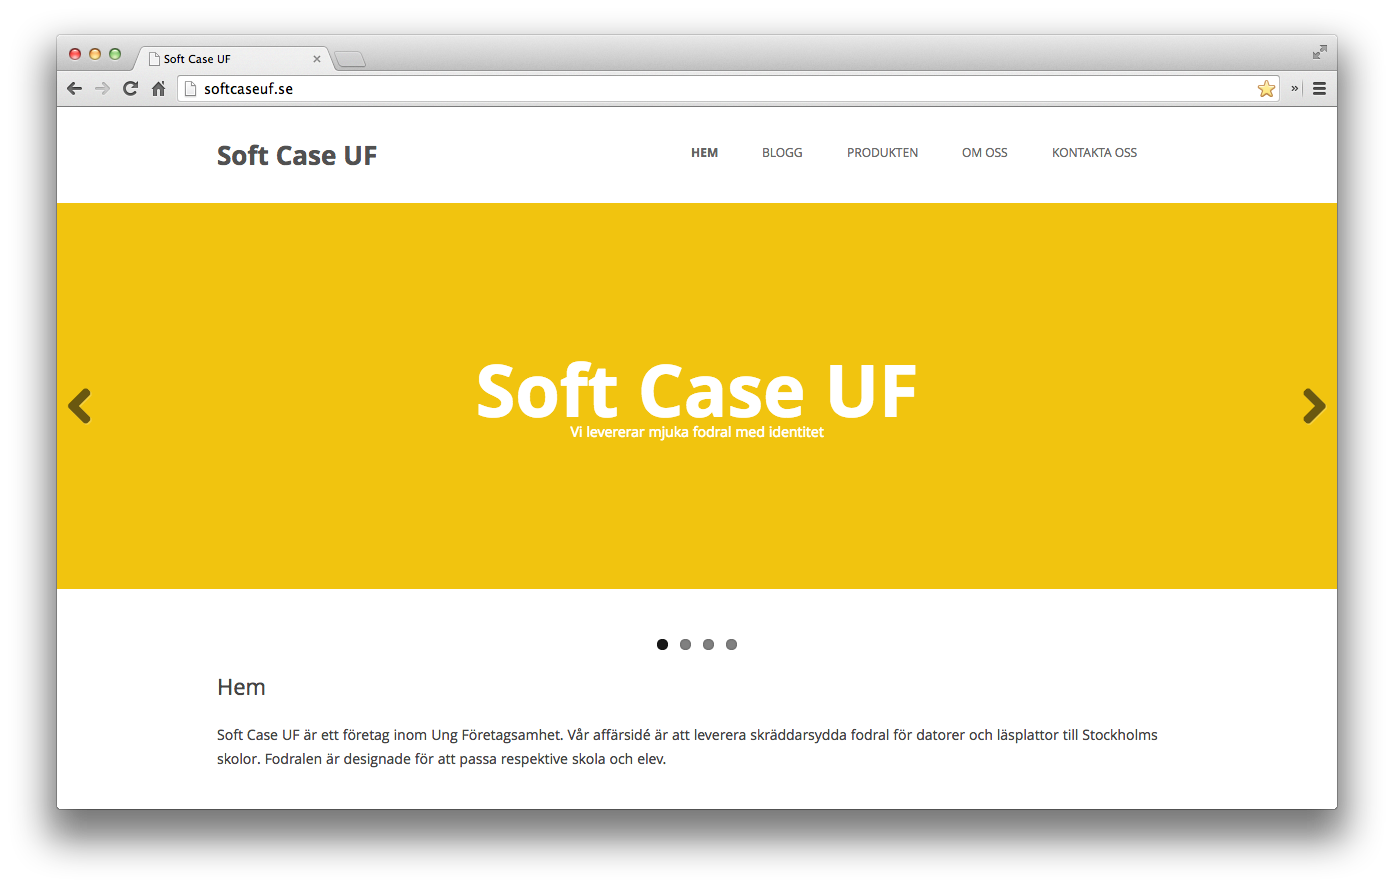 Soft Case UF
softcaseuf.se
Soft Case UF
HEM BLOGG PRODUKTEN OM OSS KONTAKTA OSS
Soft Case UF
Vi levererar mjuka fodral med identitet
Hem
Soft Case UF är ett företag inom Ung Företagsamhet. Vår affärsidé är att leverera skräddarsydda fodral för datorer och läsplattor till Stockholms
skolor. Fodralen är designade för att passa respektive skola och elev.